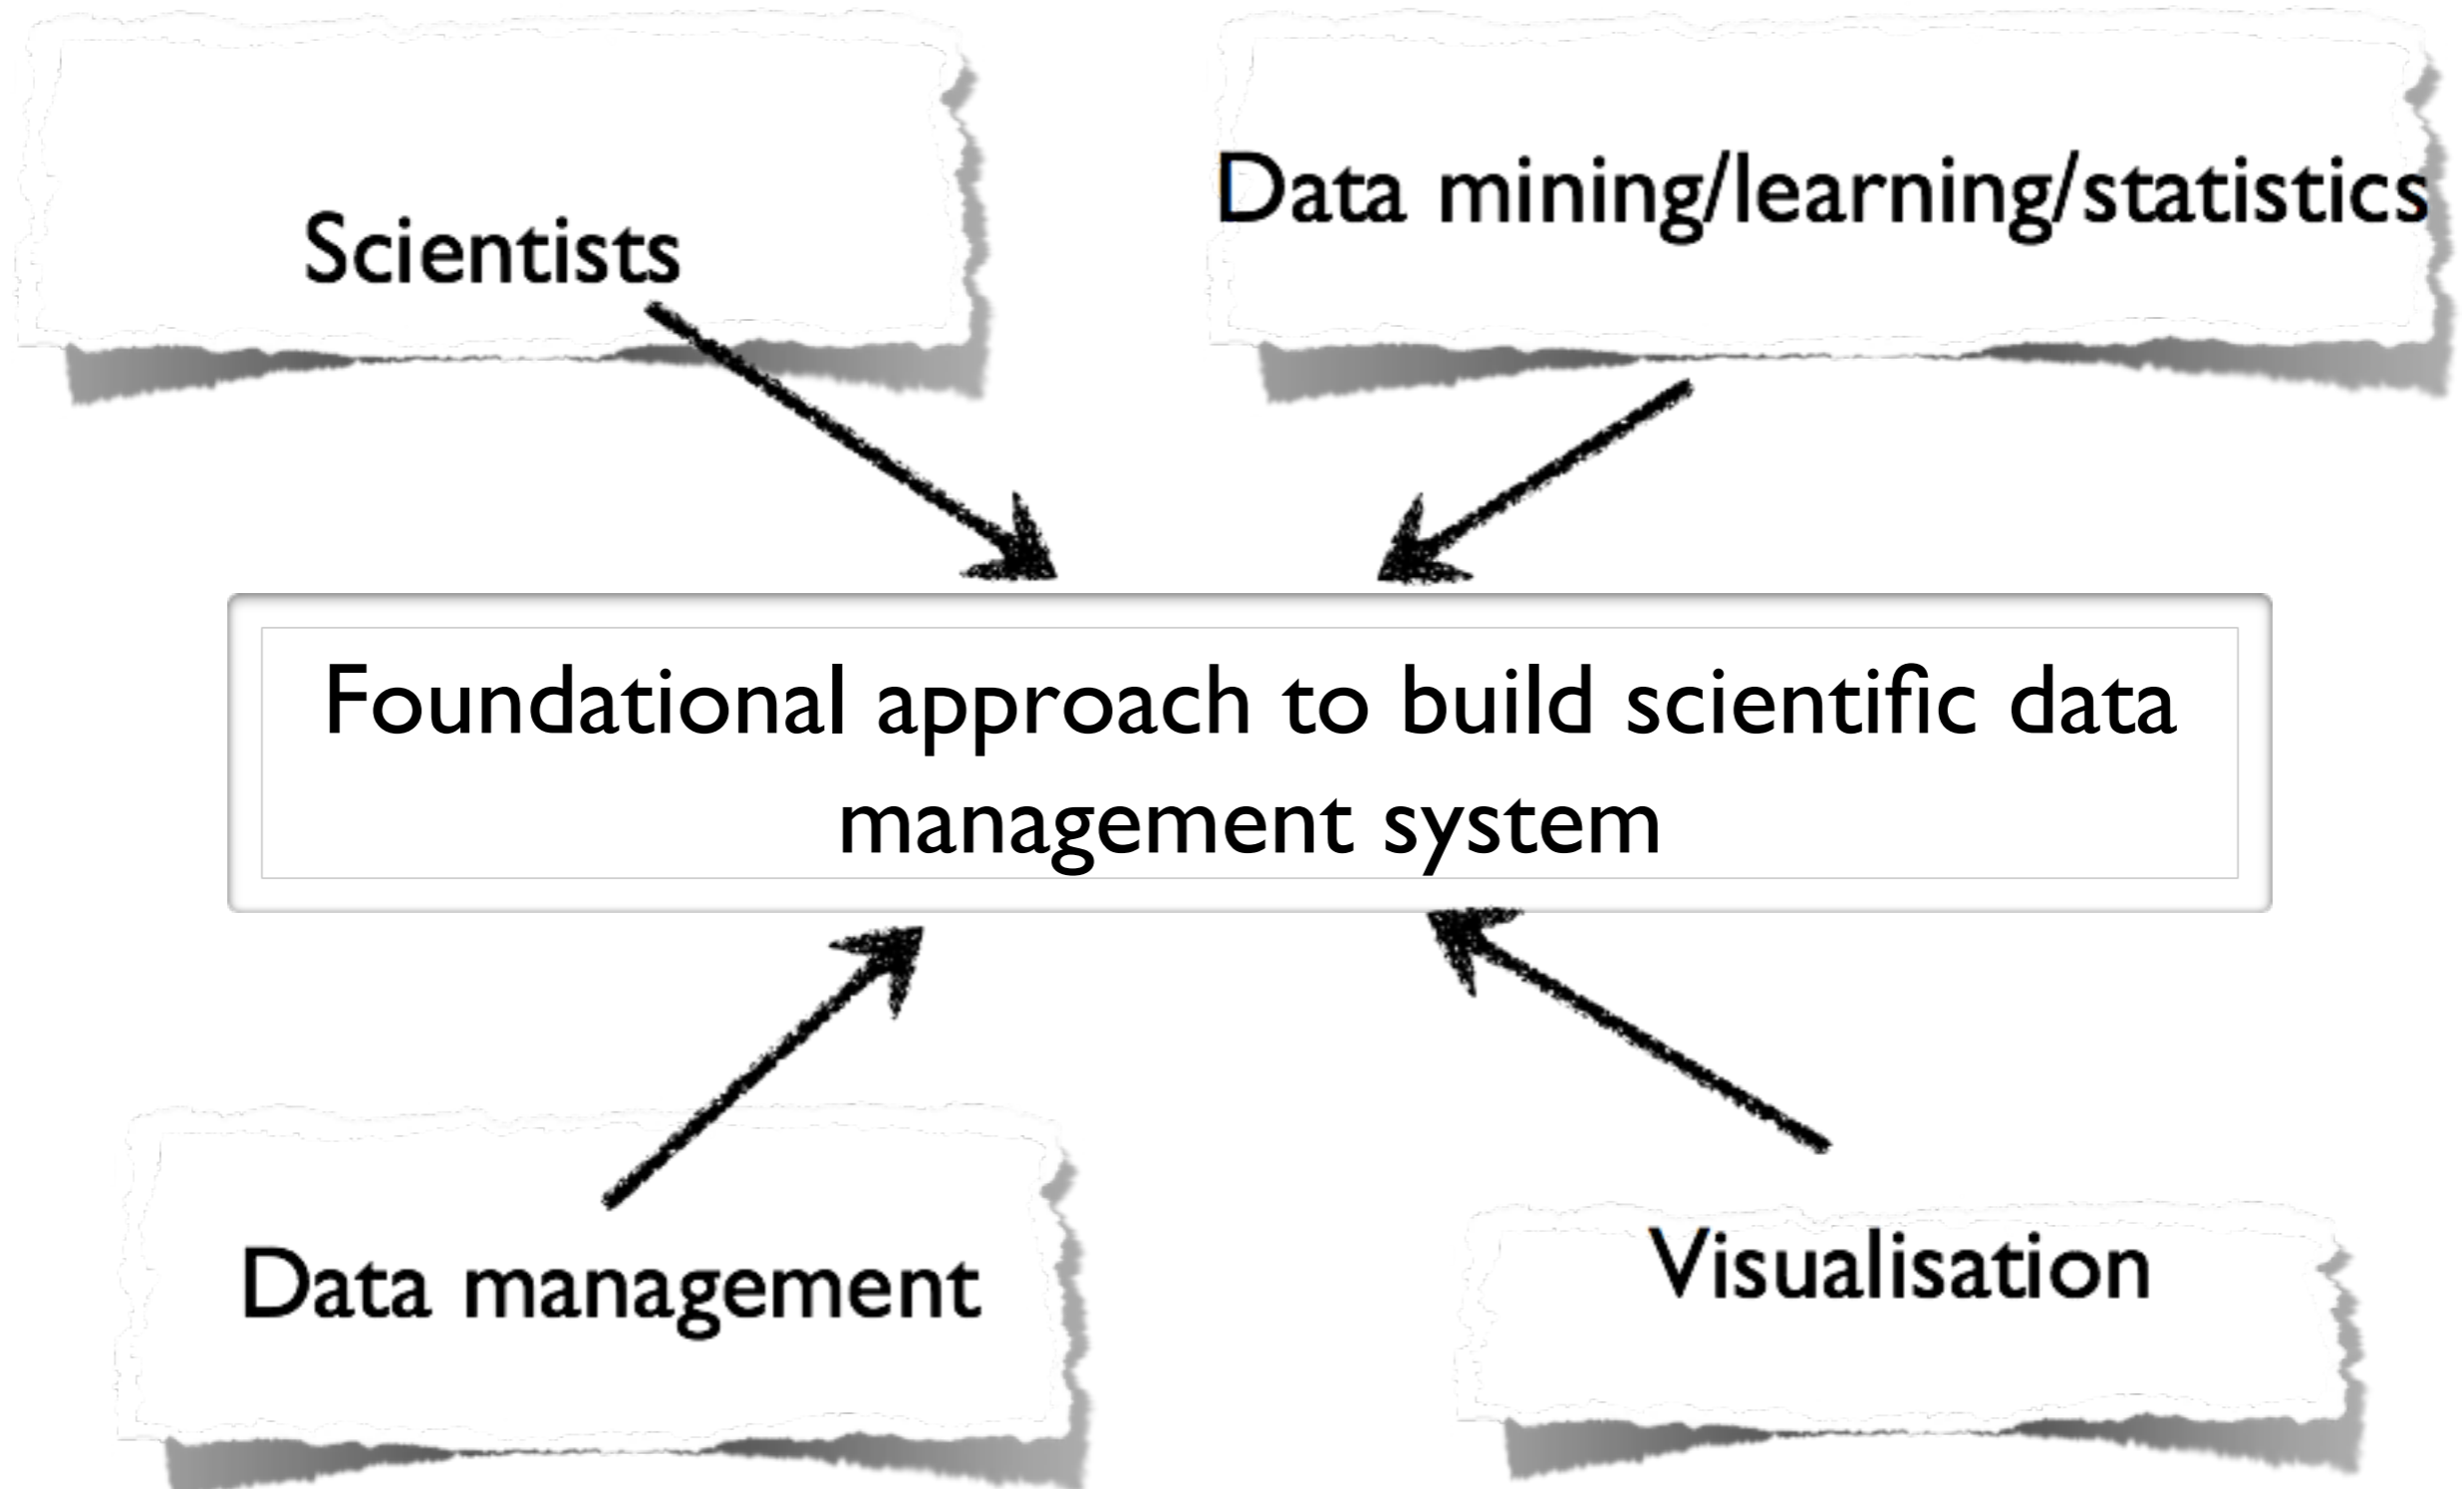 Scientists
Data mining/learning/statistics
Foundational approach to build scientific data
management system
Data management
Visualisation